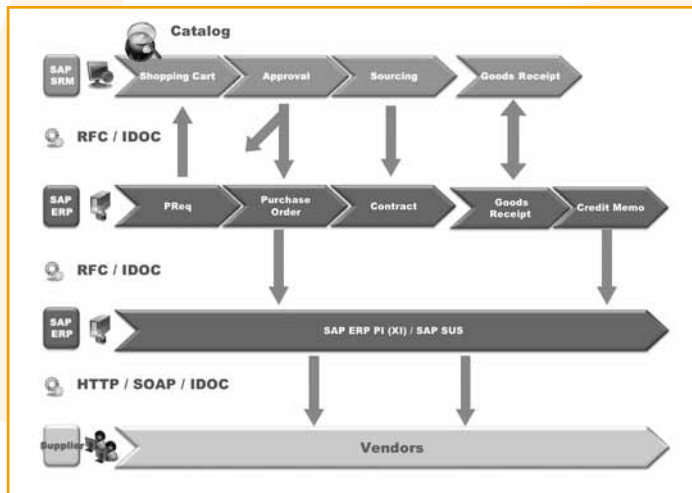 Catalog
SAP
SRM
Shopping Cart
Approval
Sourcing
Goods Receipt
RFC / IDOC
SAP
ERP
PReq
Purchase
Order
Contract
Goods
Receipt
Credit Memo
RFC / IDOC
SAP
ERP
SAP ERP PI (XI) / SAP SUS
HTTP / SOAP / IDOC
Supplier
Vendors